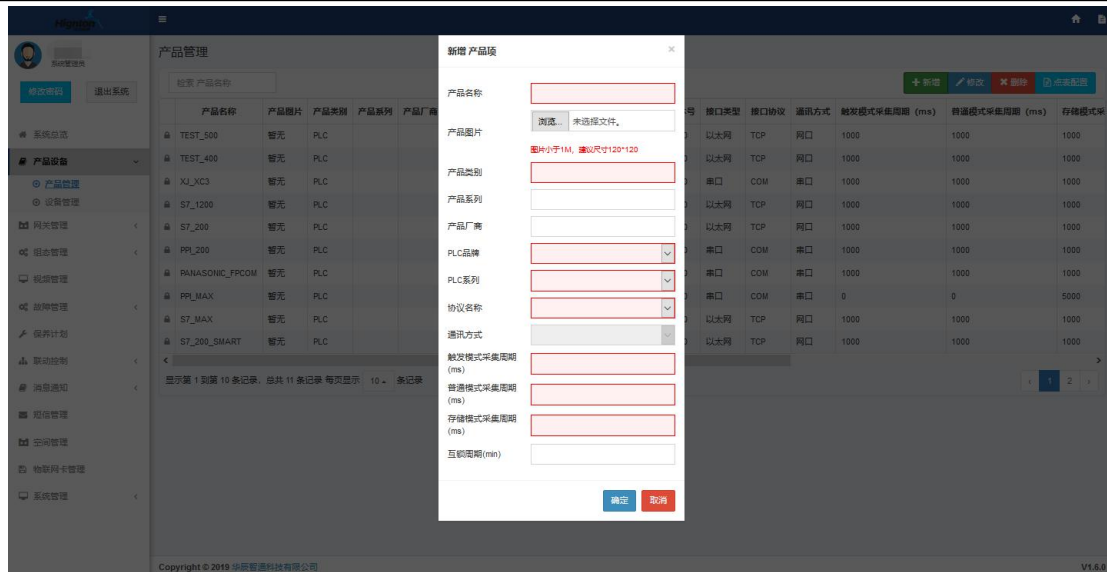 系统管理员
修改密码
退出系统
系统总览
产品设备
产品管理
设备管理
网关管理
组态管理
视频管理
故障管理
保养计划
联动控制
消息通知
短信管理
空间管理
物联网卡管理
系统管理
产品管理
检索 产品名称
新增 修改 删除 点表配置
产品名称 产品图片 产品类别 产品系列 产品厂商 号 接口类型 接口协议 通讯方式 触发模式采集周期 (ms) 普通模式采集周期 (ms) 存储模式采
TEST_500 暂无 PLC 以太网 TCP 网口 1000 1000 1000
TEST_400 暂无 PLC 以太网 TCP 网口 1000 1000 1000
XJ_XC3 暂无 PLC 串口 COM 串口 1000 1000 1000
S7_1200 暂无 PLC 以太网 TCP 网口 1000 1000 1000
S7_200 暂无 PLC 以太网 TCP 网口 1000 1000 1000
PPI_200 暂无 PLC 串口 COM 串口 1000 1000 1000
PANASONIC_FPCOM 暂无 PLC 串口 COM 串口 1000 1000 1000
PPI_MAX 暂无 PLC 串口 COM 串口 0 0 5000
S7_MAX 暂无 PLC 以太网 TCP 网口 1000 1000 1000
S7_200_SMART 暂无 PLC 以太网 TCP 网口 1000 1000 1000
显示第 1 到第 10 条记录，总共 11 条记录 每页显示 10 条记录
‹ 1 2 ›
新增 产品项 ×
产品名称
产品图片 浏览... 未选择文件。
图片小于1M，建议尺寸120*120
产品类别
产品系列
产品厂商
PLC品牌
PLC系列
协议名称
通讯方式
触发模式采集周期
(ms)
普通模式采集周期
(ms)
存储模式采集周期
(ms)
互锁周期(min)
确定 取消
Copyright © 2019 华辰智通科技有限公司
V1.6.0